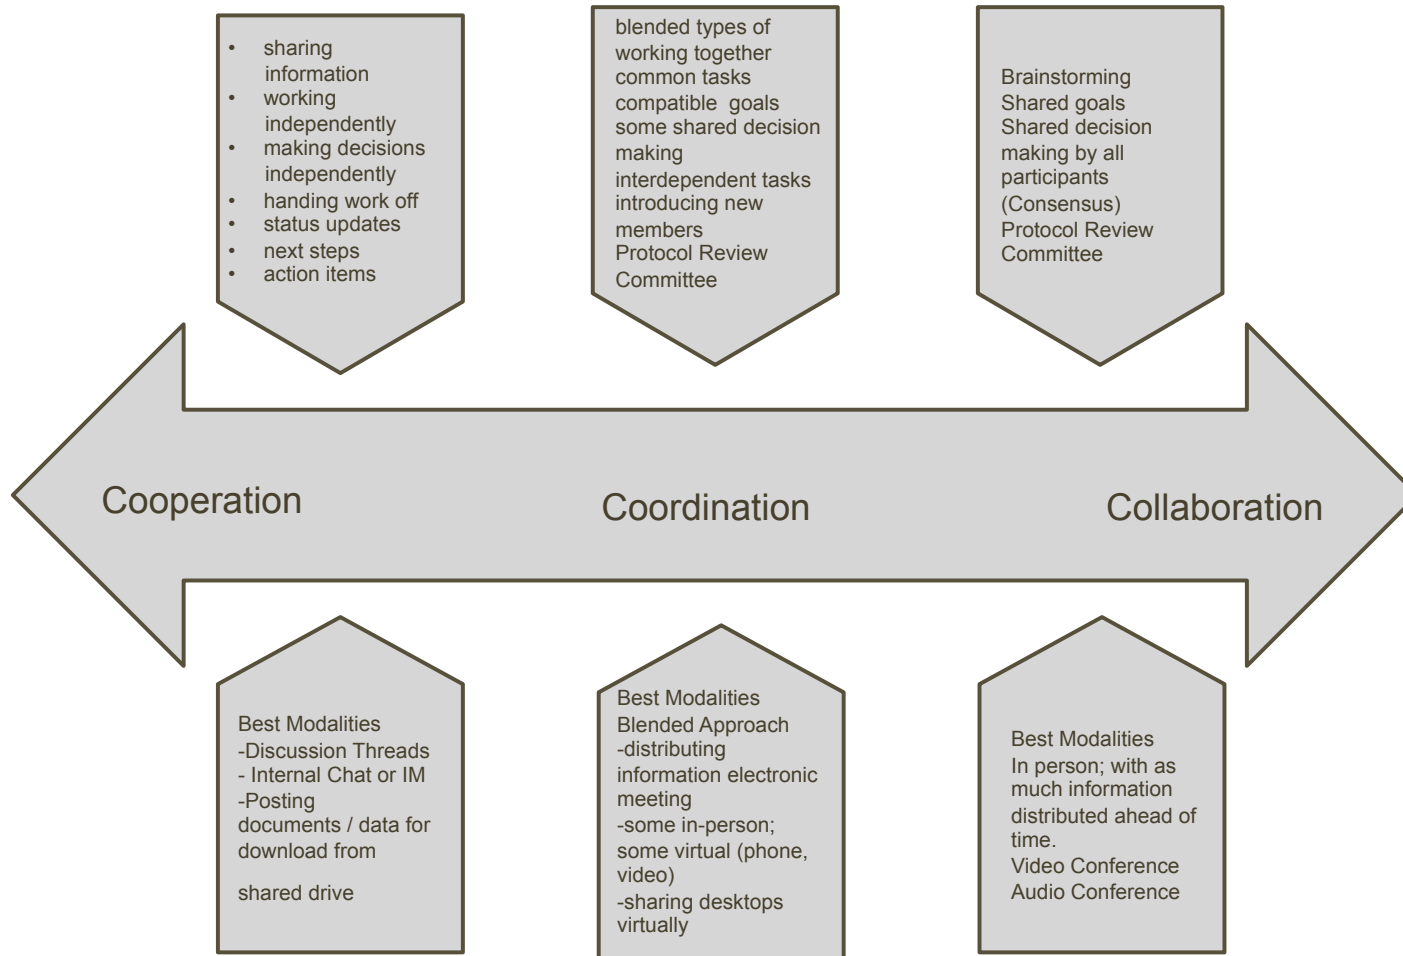 • sharing
information
• working
independently
• making decisions
independently
• handing work off
• status updates
• next steps
• action items
blended types of
working together
common tasks
compatible goals
some shared decision
making
interdependent tasks
introducing new
members
Protocol Review
Committee
Brainstorming
Shared goals
Shared decision
making by all
participants
(Consensus)
Protocol Review
Committee
Cooperation
Coordination
Collaboration
Best Modalities
-Discussion Threads
- Internal Chat or IM
-Posting
documents / data for
download from
shared drive
Best Modalities
Blended Approach
-distributing
information electronic
meeting
-some in-person;
some virtual (phone,
video)
-sharing desktops
virtually
Best Modalities
In person; with as
much information
distributed ahead of
time.
Video Conference
Audio Conference